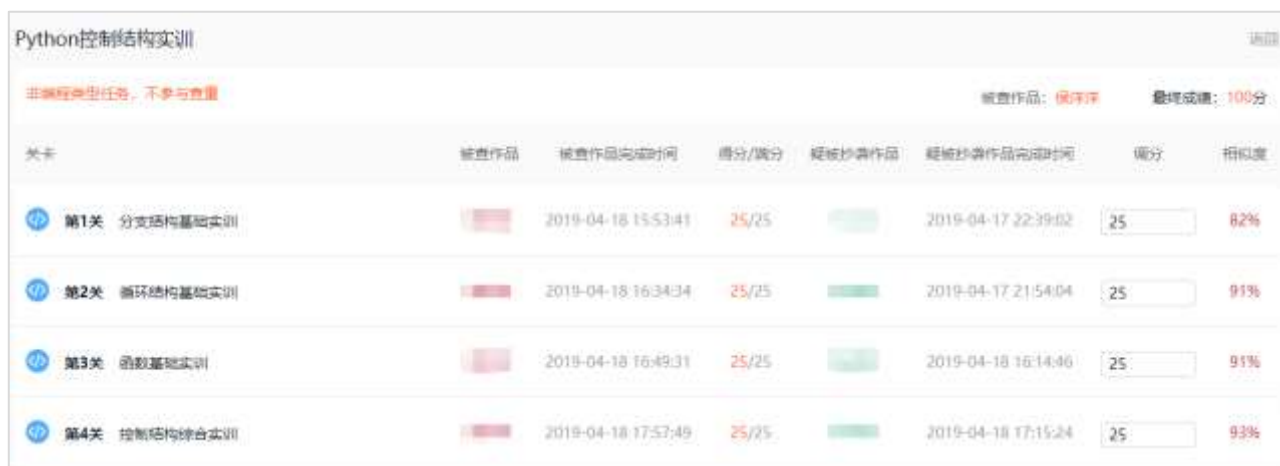 Python控制结构实训 返回
非编程类型任务，不参与查重 被查作品： 最终成绩：100分
关卡 被查作品 被查作品完成时间 得分/满分 疑被抄袭作品 疑被抄袭作品完成时间 调分 相似度
第1关 分支结构基础实训 2019-04-18 15:53:41 25/25 2019-04-17 22:39:02 25 82%
第2关 循环结构基础实训 2019-04-18 16:34:34 25/25 2019-04-17 21:54:04 25 91%
第3关 函数基础实训 2019-04-18 16:49:31 25/25 2019-04-18 16:14:46 25 91%
第4关 控制结构综合实训 2019-04-18 17:57:49 25/25 2019-04-18 17:15:24 25 93%